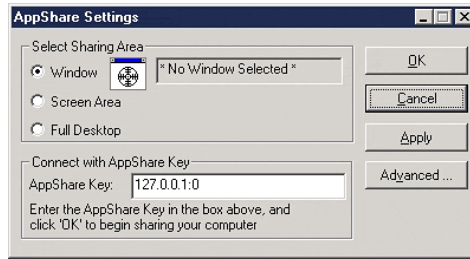 AppShare Settings
Select Sharing Area
Window
* No Window Selected *
Screen Area
Full Desktop
Connect with AppShare Key
AppShare Key:
127.0.0.1:0
Enter the AppShare Key in the box above, and
click 'OK' to begin sharing your computer
OK
Cancel
Apply
Advanced ...